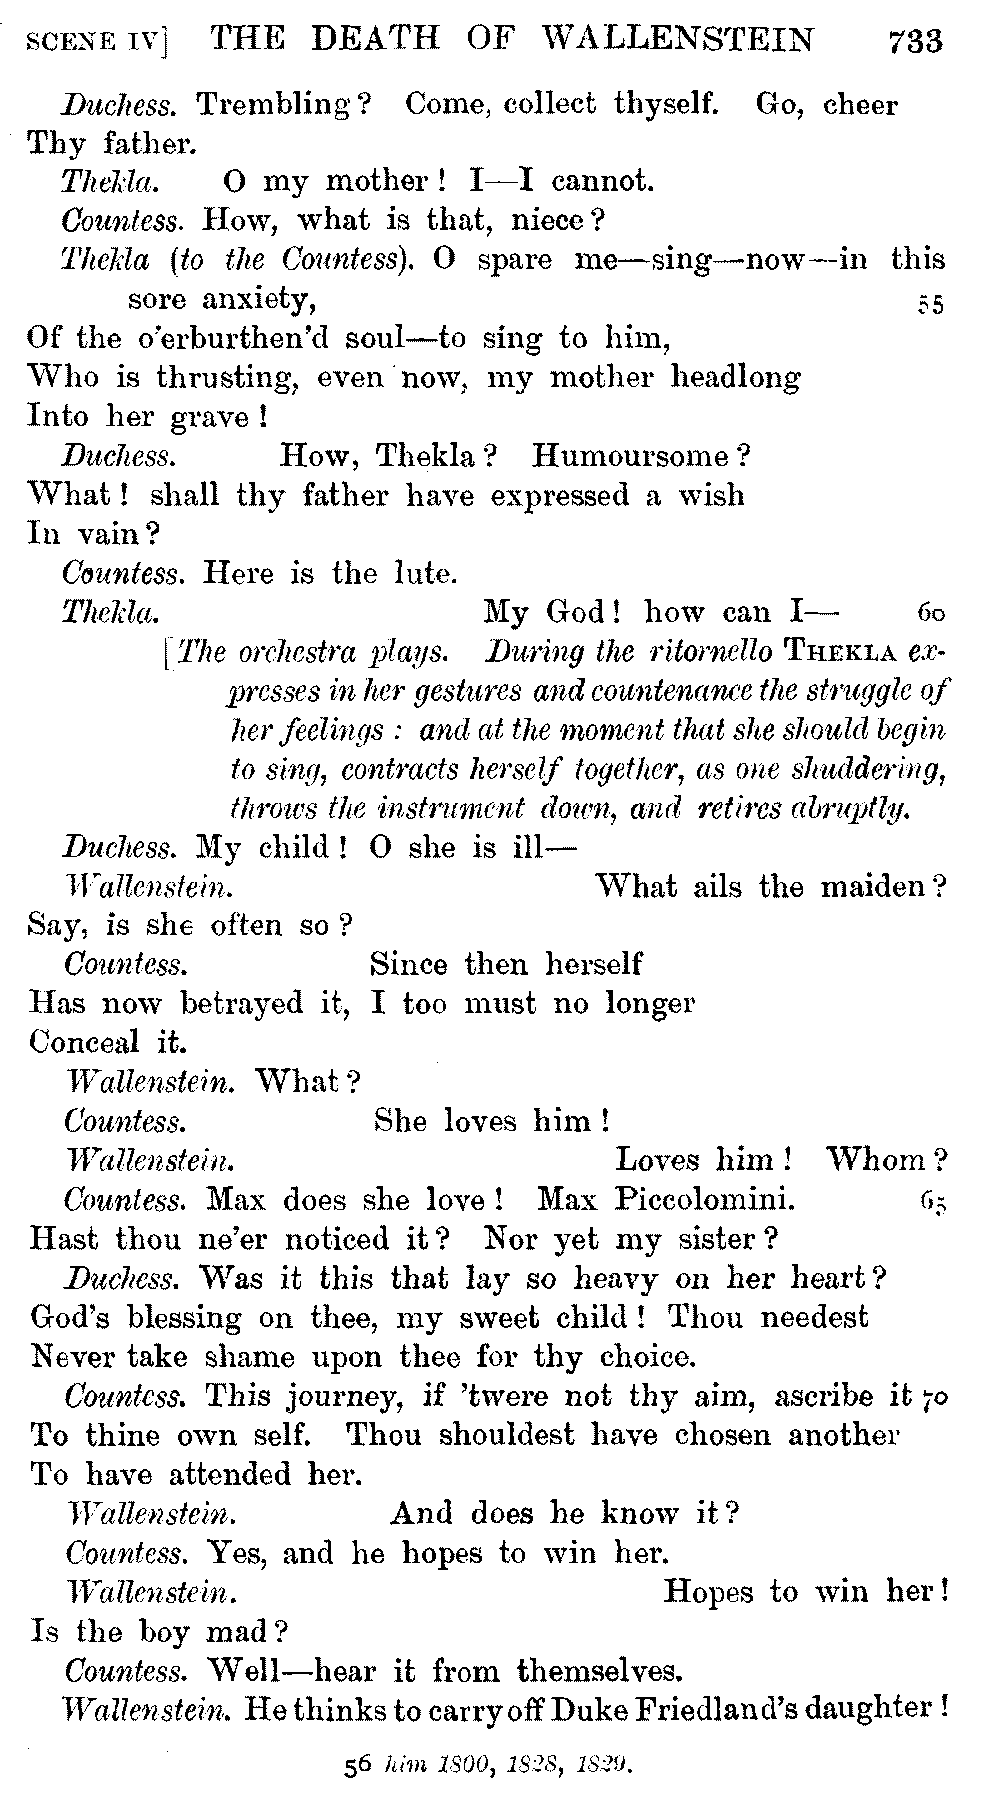 SCENE IV] THE DEATH OF WALLENSTEIN 733
Duchess. Trembling? Come, collect thyself. Go, cheer
Thy father.
Thekla. O my mother! I—I cannot.
Countess. How, what is that, niece?
Thekla (to the Countess). O spare me—sing—now—in this
sore anxiety, 55
Of the o'erburthen'd soul—to sing to him,
Who is thrusting, even now, my mother headlong
Into her grave!
Duchess. How, Thekla? Humoursome?
What! shall thy father have expressed a wish
In vain?
Countess. Here is the lute.
Thekla. My God! how can I— 60
[The orchestra plays. During the ritornello THEKLA ex-
presses in her gestures and countenance the struggle of
her feelings: and at the moment that she should begin
to sing, contracts herself together, as one shuddering,
throws the instrument down, and retires abruptly.
Duchess. My child! O she is ill—
Wallenstein. What ails the maiden?
Say, is she often so?
Countess. Since then herself
Has now betrayed it, I too must no longer
Conceal it.
Wallenstein. What?
Countess. She loves him!
Wallenstein. Loves him! Whom?
Countess. Max does she love! Max Piccolomini. 65
Hast thou ne'er noticed it? Nor yet my sister?
Duchess. Was it this that lay so heavy on her heart?
God's blessing on thee, my sweet child! Thou needest
Never take shame upon thee for thy choice.
Countess. This journey, if 'twere not thy aim, ascribe it 70
To thine own self. Thou shouldest have chosen another
To have attended her.
Wallenstein. And does he know it?
Countess. Yes, and he hopes to win her.
Wallenstein. Hopes to win her!
Is the boy mad?
Countess. Well—hear it from themselves.
Wallenstein. He thinks to carry off Duke Friedland's daughter!
56 him 1800, 1828, 1829.